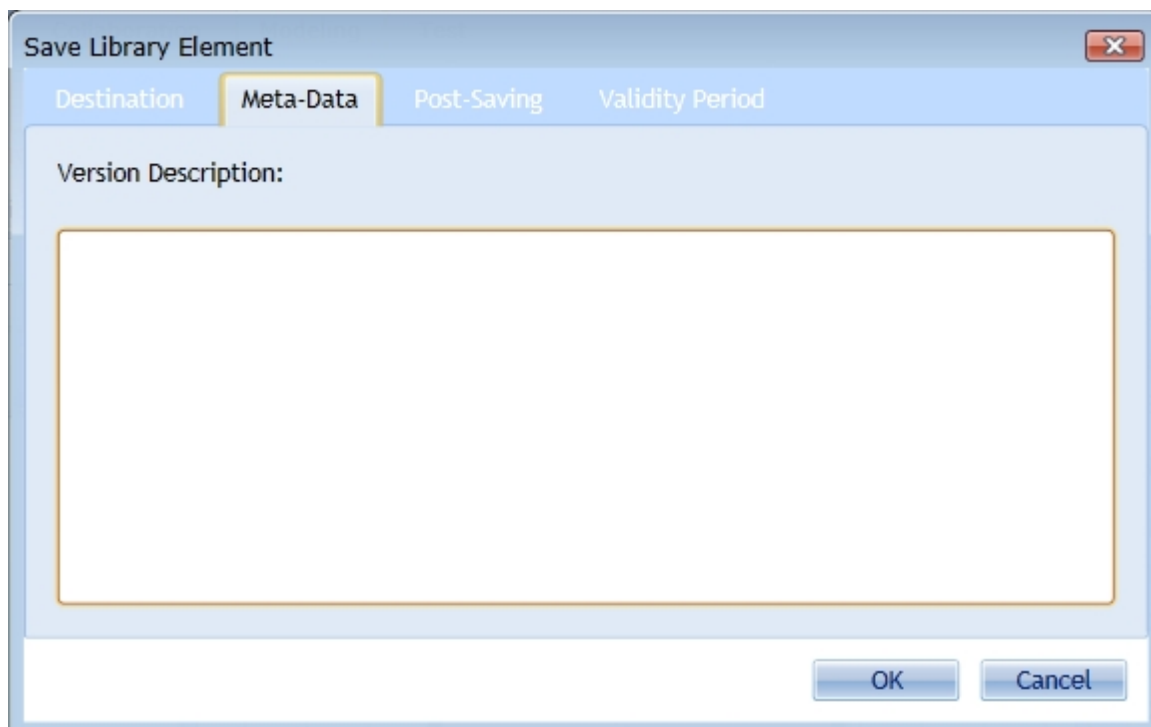 Save Library Element
Destination Meta-Data Post-Saving Validity Period
Version Description:
OK Cancel